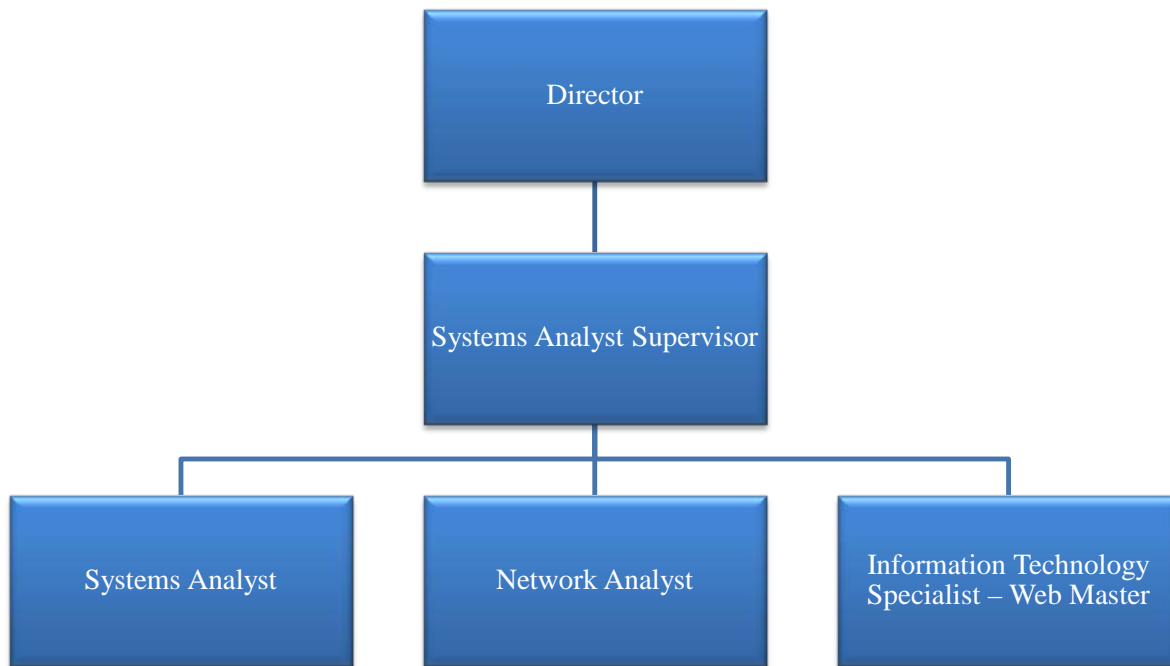 Director
Systems Analyst Supervisor
Systems Analyst
Network Analyst
Information Technology
Specialist – Web Master